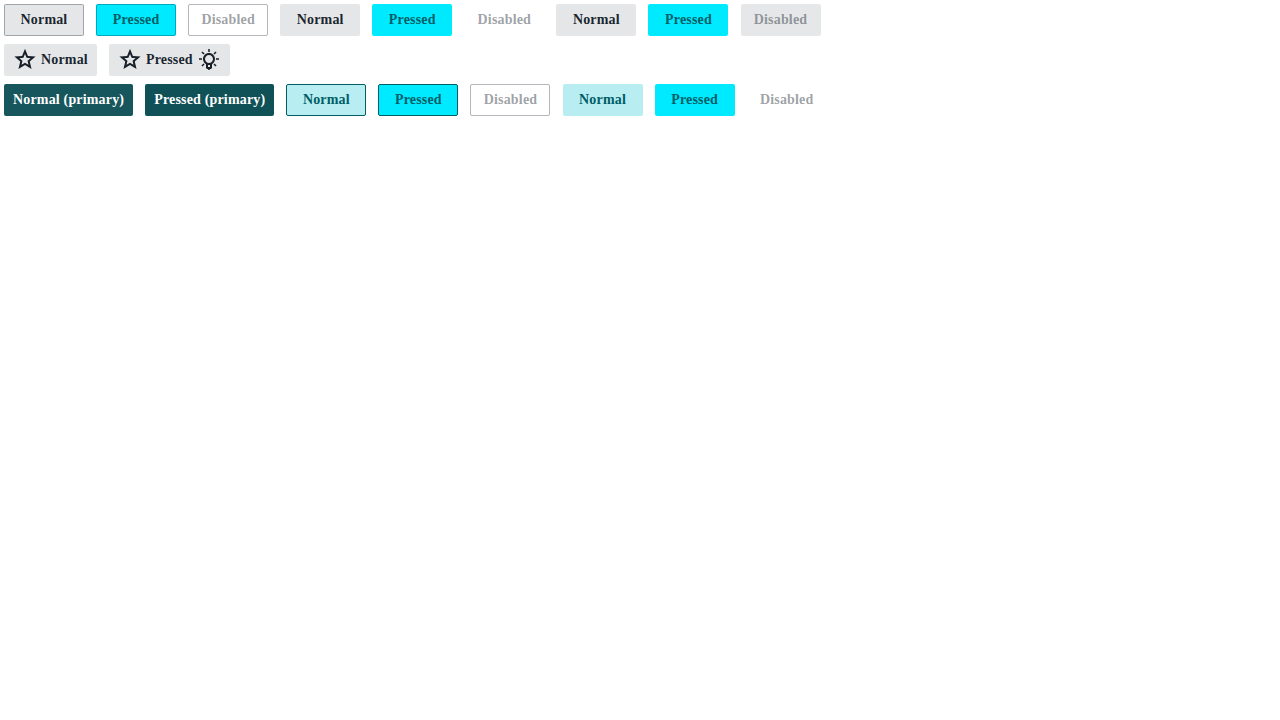 Normal Pressed Disabled Normal Pressed Disabled Normal Pressed Disabled
Normal Pressed
Normal (primary) Pressed (primary) Normal Pressed Disabled Normal Pressed Disabled